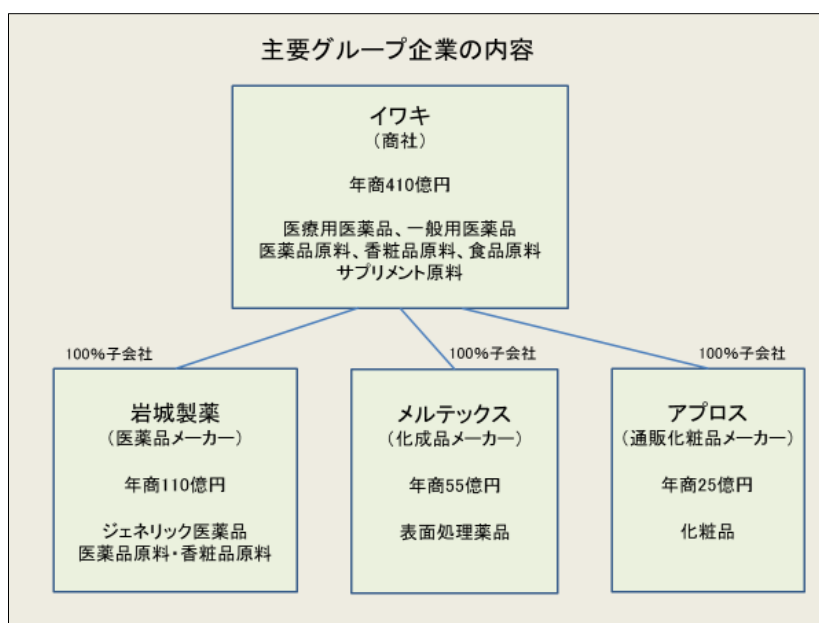 主要グループ企業の内容
イワキ
（商社）
年商410億円
医療用医薬品、一般用医薬品
医薬品原料、香粧品原料、食品原料
サプリメント原料
100%子会社
100%子会社
100%子会社
岩城製薬
（医薬品メーカー）
年商110億円
ジェネリック医薬品
医薬品原料・香粧品原料
メルテックス
（化成品メーカー）
年商55億円
表面処理薬品
アプロス
（通販化粧品メーカー）
年商25億円
化粧品